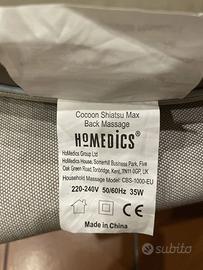 Cocoon Shiatsu Max
Back Massage
HoMEDiCS®
HoMedics Group Ltd
HoMedics House, Somerhill Business Park, Five
Oak Green Road, Tonbridge, Kent, TN11 0GP, UK
Household Massage Model: CBS-1000-EU
220-240V 50/60Hz 35W
CE
Made in China
subito